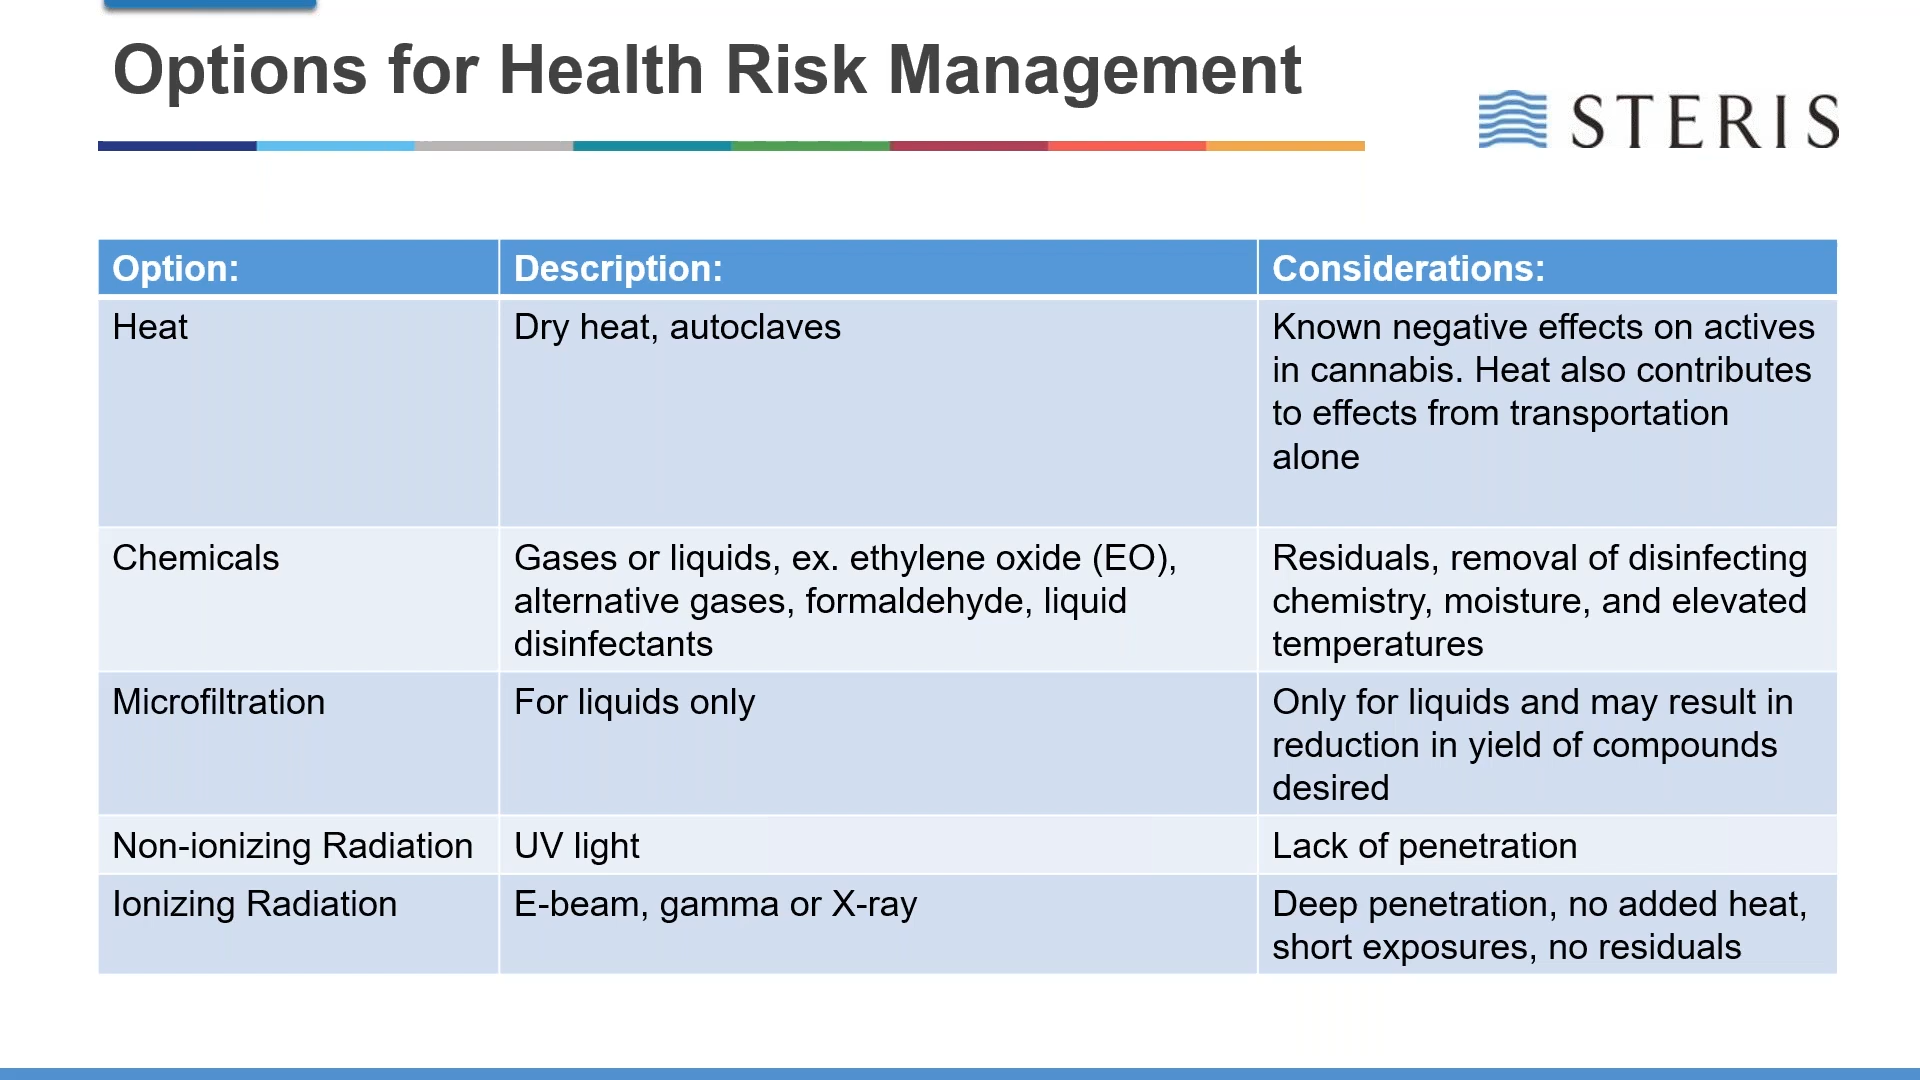 Options for Health Risk Management
STERIS
Option:
Description:
Considerations:
Heat
Dry heat, autoclaves
Known negative effects on actives
in cannabis. Heat also contributes
to effects from transportation
alone
Chemicals
Gases or liquids, ex. ethylene oxide (EO),
alternative gases, formaldehyde, liquid
disinfectants
Residuals, removal of disinfecting
chemistry, moisture, and elevated
temperatures
Microfiltration
For liquids only
Only for liquids and may result in
reduction in yield of compounds
desired
Non-ionizing Radiation
UV light
Lack of penetration
Ionizing Radiation
E-beam, gamma or X-ray
Deep penetration, no added heat,
short exposures, no residuals